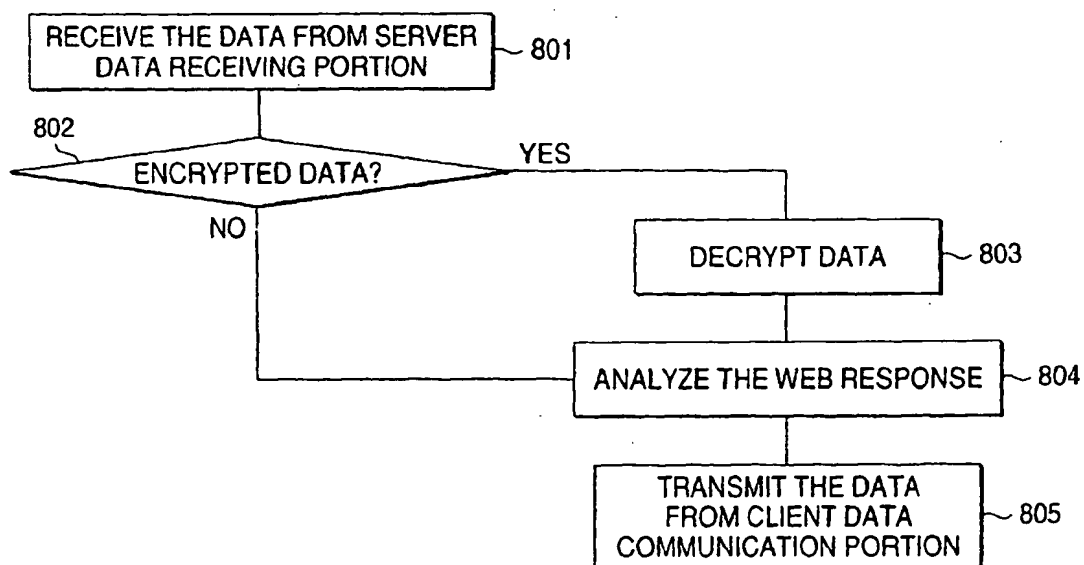 RECEIVE THE DATA FROM SERVER
DATA RECEIVING PORTION
801
802
ENCRYPTED DATA?
YES
NO
DECRYPT DATA
803
ANALYZE THE WEB RESPONSE
804
TRANSMIT THE DATA
FROM CLIENT DATA
COMMUNICATION PORTION
805